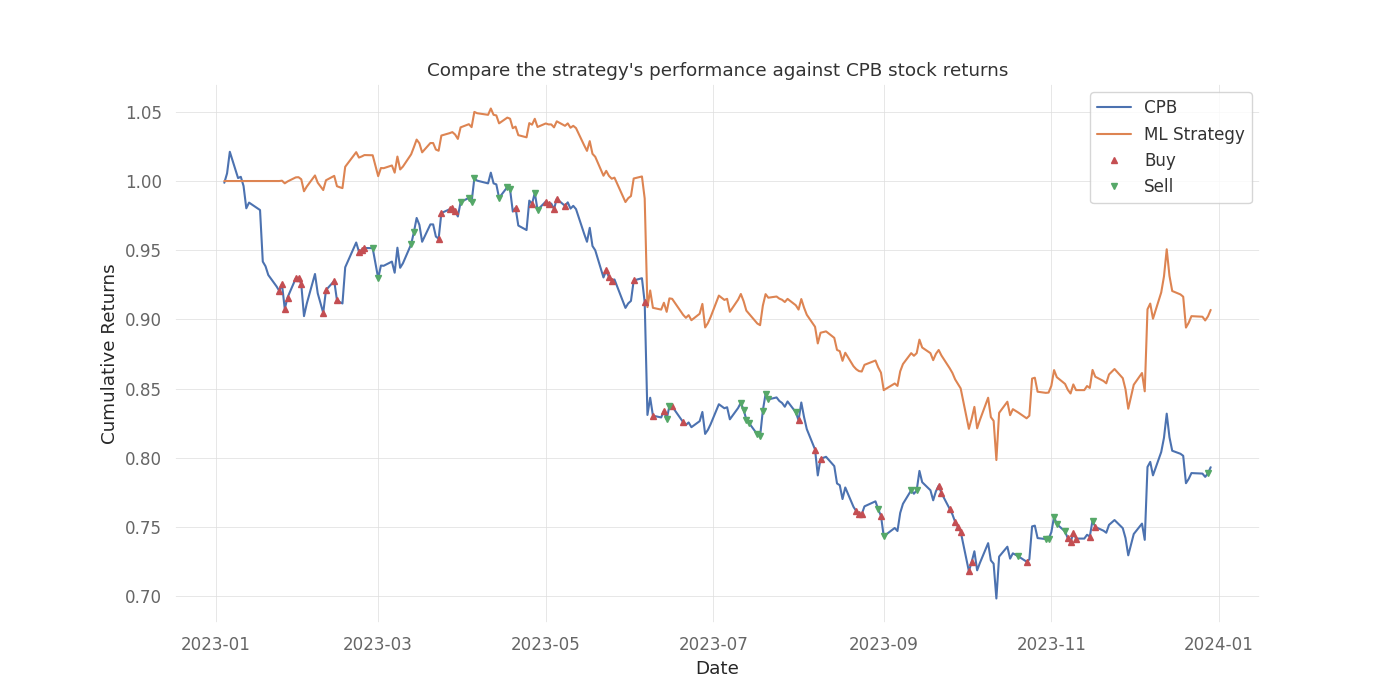 Compare the strategy's performance against CPB stock returns
CPB
ML Strategy
Buy
Sell
Cumulative Returns
1.05
1.00
0.95
0.90
0.85
0.80
0.75
0.70
2023-01
2023-03
2023-05
2023-07
2023-09
2023-11
2024-01
Date